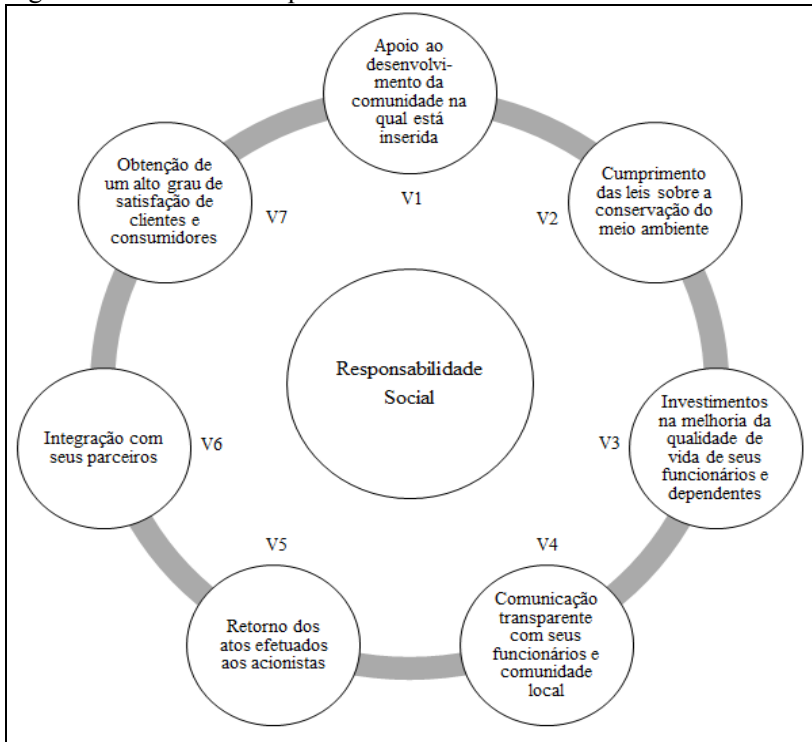 Apoio ao
desenvolvi-
mento da
comunidade na
qual está
inserida
V1
Cumprimento
das leis sobre a
conservação do
meio ambiente
V2
Investimentos
na melhoria da
qualidade de
vida de seus
funcionários e
dependentes
V3
Comunicação
transparente
com seus
funcionários e
comunidade
local
V4
Retorno dos
atos efetuados
aos acionistas
V5
Integração com
seus parceiros
V6
Obtenção de
um alto grau de
satisfação de
clientes e
consumidores
V7
Responsabilidade
Social